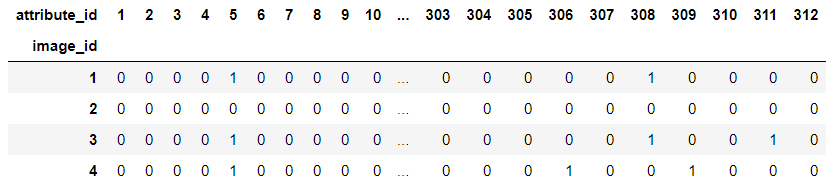 attribute_id 1 2 3 4 5 6 7 8 9 10 ... 303 304 305 306 307 308 309 310 311 312
image_id
1 0 0 0 0 1 0 0 0 0 0 ... 0 0 0 0 0 1 0 0 0 0
2 0 0 0 0 0 0 0 0 0 0 ... 0 0 0 0 0 0 0 0 0 0
3 0 0 0 0 1 0 0 0 0 0 ... 0 0 0 0 0 1 0 0 1 0
4 0 0 0 0 1 0 0 0 0 0 ... 0 0 0 1 0 0 1 0 0 0